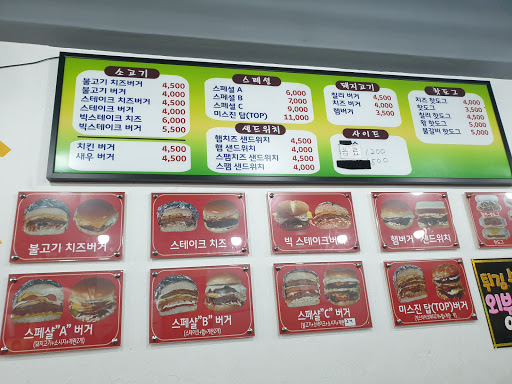 소고기
불고기 치즈버거 4,500
불고기 버거 4,000
스테이크 치즈버거 4,500
스테이크 버거 4,000
빅스테이크 치즈 6,000
빅스테이크 버거 5,500
치킨 버거 4,500
새우 버거 4,500
스페셜
스페셜 A 6,000
스페셜 B 7,000
스페셜 C 9,000
미스진 탑(TOP) 11,000
샌드위치
햄치즈 샌드위치 4,500
햄 샌드위치 4,000
스팸치즈 샌드위치 4,500
스팸 샌드위치 4,000
돼지고기
칠리 버거 4,500
치즈 버거 4,000
햄버거 3,500
사이드
핫도그
치즈 핫도그 4,000
핫도그 3,500
칠리 핫도그 4,500
왕 핫도그 5,000
불갈비 핫도그 5,000
불고기 치즈버거
스테이크 치즈
빅 스테이크버거
햄버거 샌드위치
핫도그
스페샬"A" 버거
스페샬"B" 버거
스페샬"C" 버거
미스진 탑(TOP)버거
튀김
외부